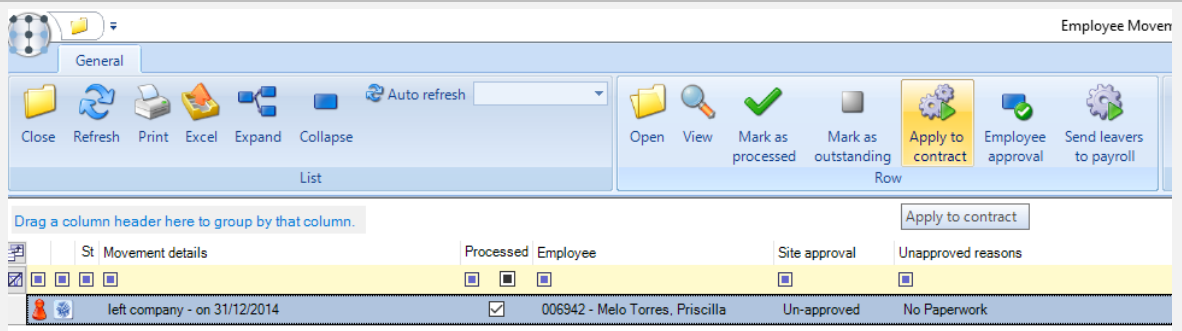 Employee Movem
General
Close
Refresh
Print
Excel
Expand
Collapse
Auto refresh
Open
View
Mark as processed
Mark as outstanding
Apply to contract
Employee approval
Send leavers to payroll
List
Row
Drag a column header here to group by that column.
Apply to contract
St Movement details Processed Employee Site approval Unapproved reasons
left company - on 31/12/2014 006942 - Melo Torres, Priscilla Un-approved No Paperwork